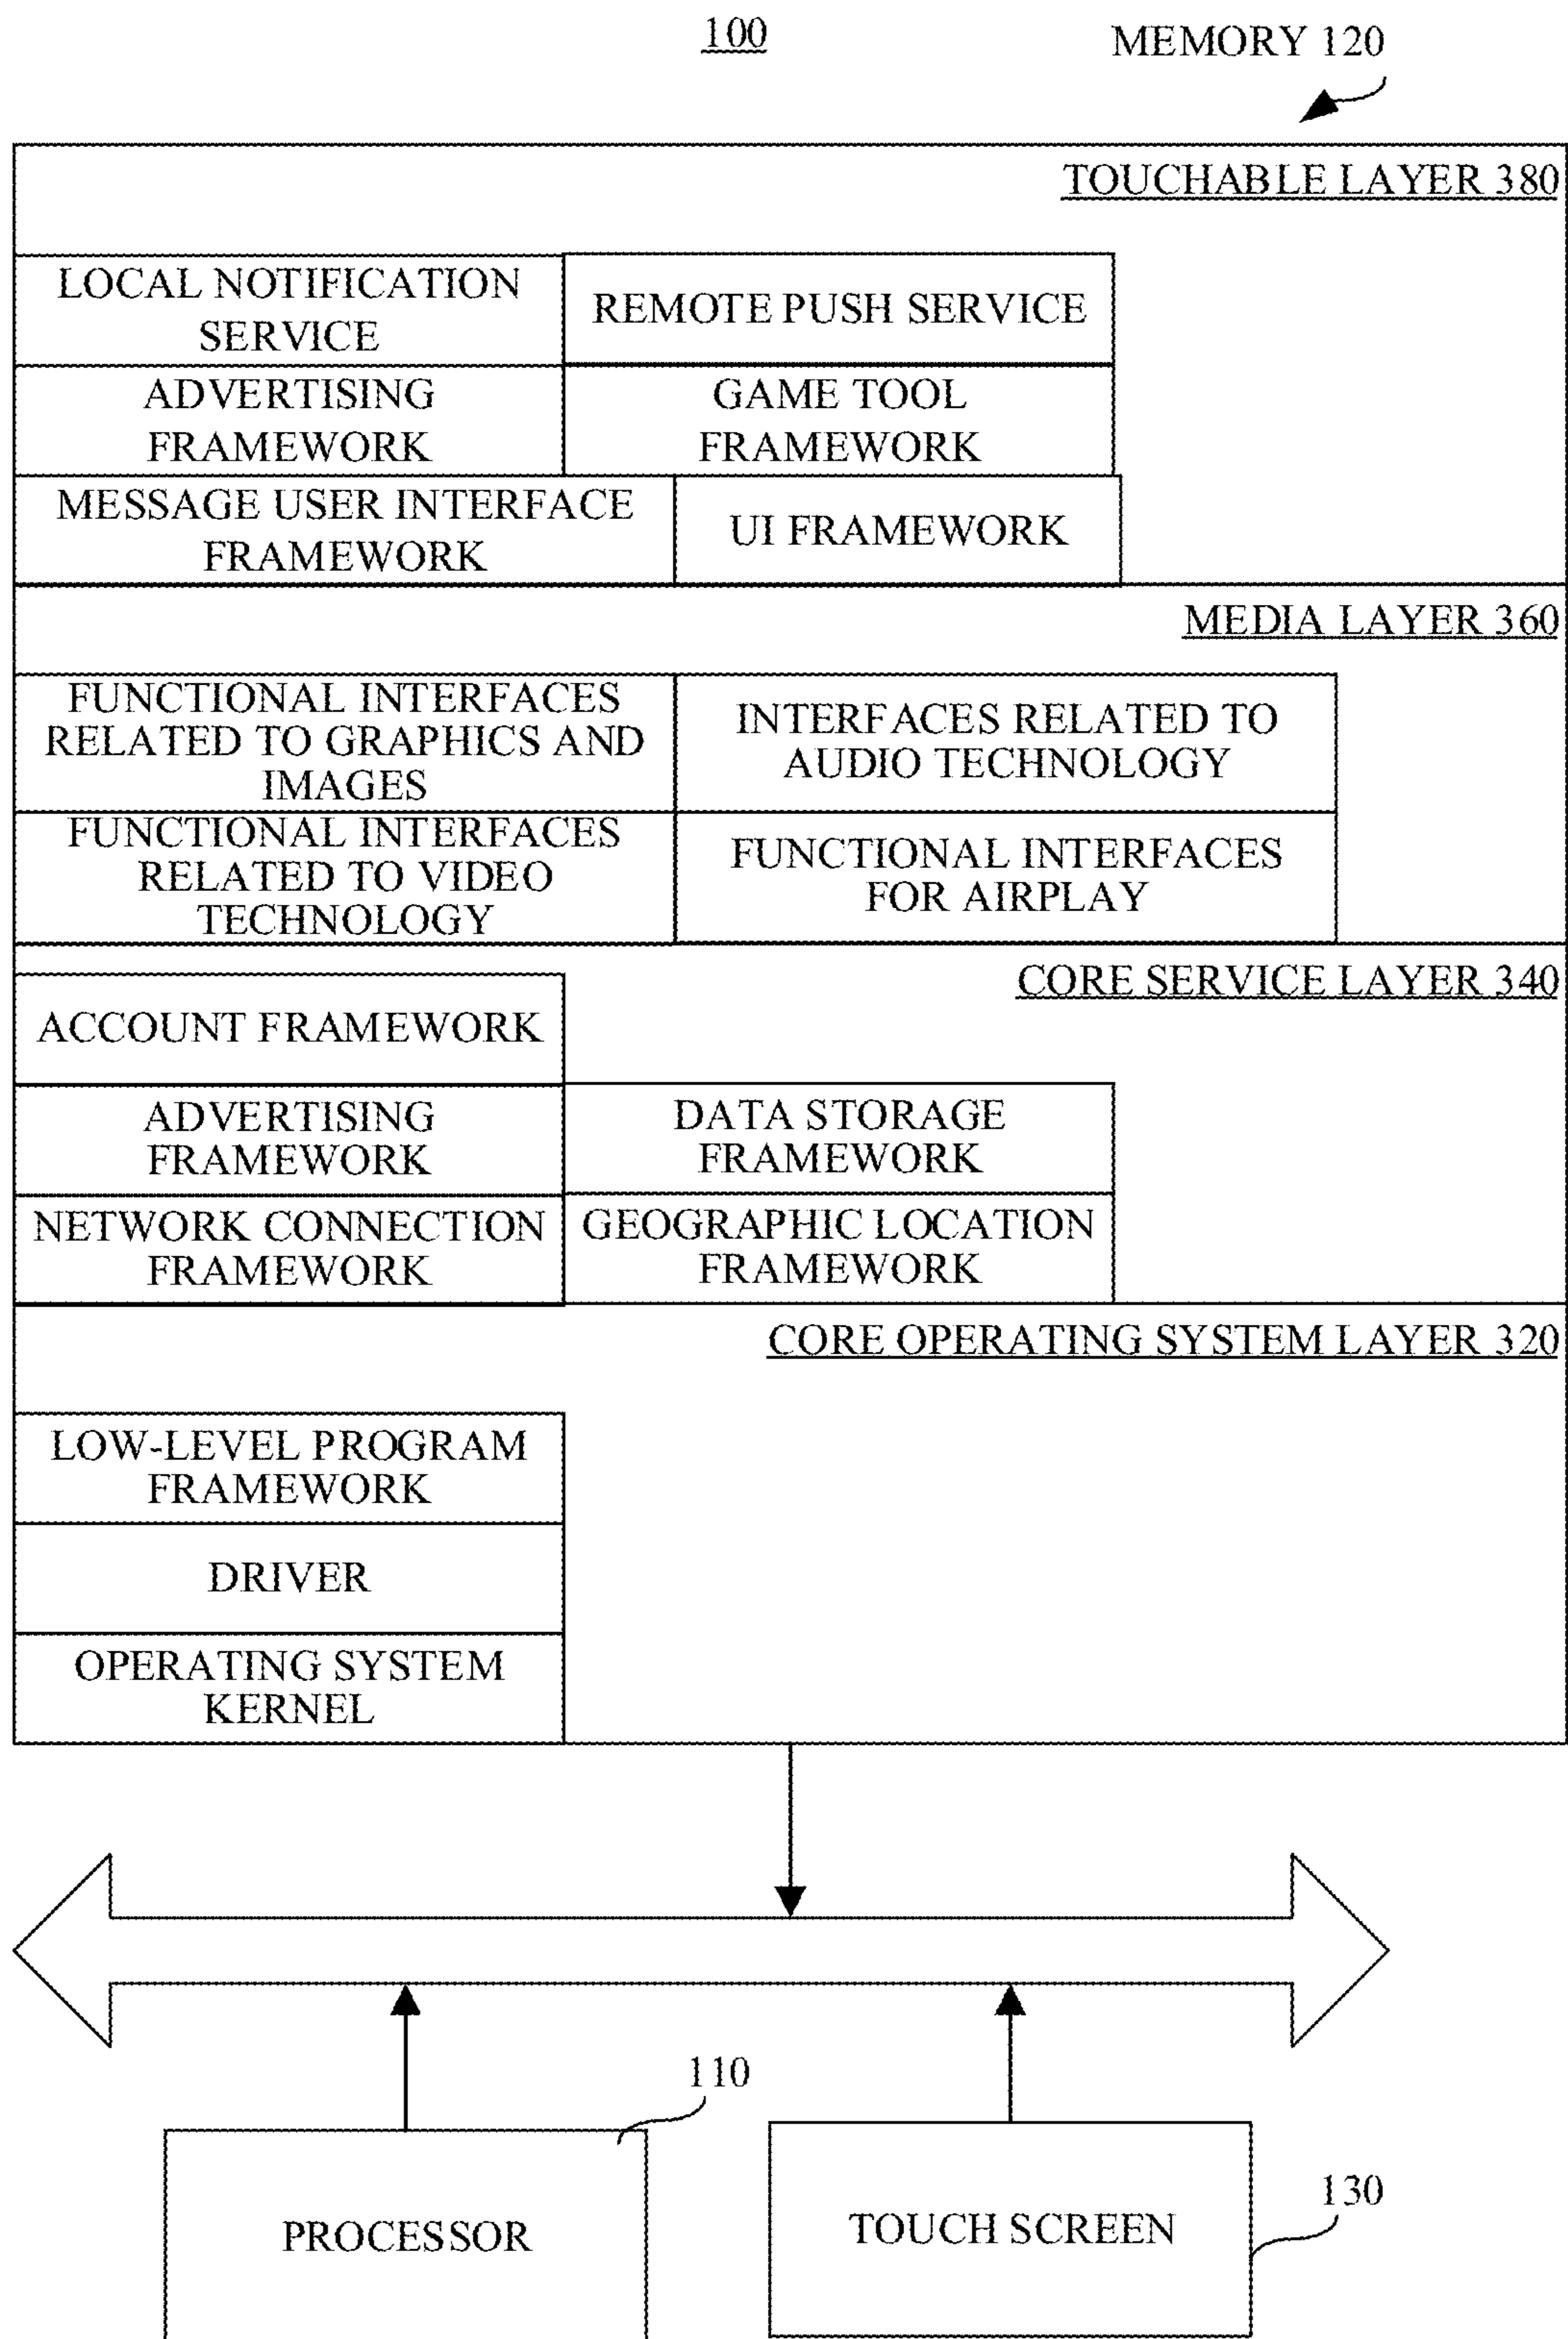 100
MEMORY 120
TOUCHABLE LAYER 380
LOCAL NOTIFICATION
SERVICE
REMOTE PUSH SERVICE
ADVERTISING
FRAMEWORK
GAME TOOL
FRAMEWORK
MESSAGE USER INTERFACE
FRAMEWORK
UI FRAMEWORK
MEDIA LAYER 360
FUNCTIONAL INTERFACES
RELATED TO GRAPHICS AND
IMAGES
INTERFACES RELATED TO
AUDIO TECHNOLOGY
FUNCTIONAL INTERFACES
RELATED TO VIDEO
TECHNOLOGY
FUNCTIONAL INTERFACES
FOR AIRPLAY
CORE SERVICE LAYER 340
ACCOUNT FRAMEWORK
ADVERTISING
FRAMEWORK
DATA STORAGE
FRAMEWORK
NETWORK CONNECTION
FRAMEWORK
GEOGRAPHIC LOCATION
FRAMEWORK
CORE OPERATING SYSTEM LAYER 320
LOW-LEVEL PROGRAM
FRAMEWORK
DRIVER
OPERATING SYSTEM
KERNEL
110
PROCESSOR
TOUCH SCREEN
130